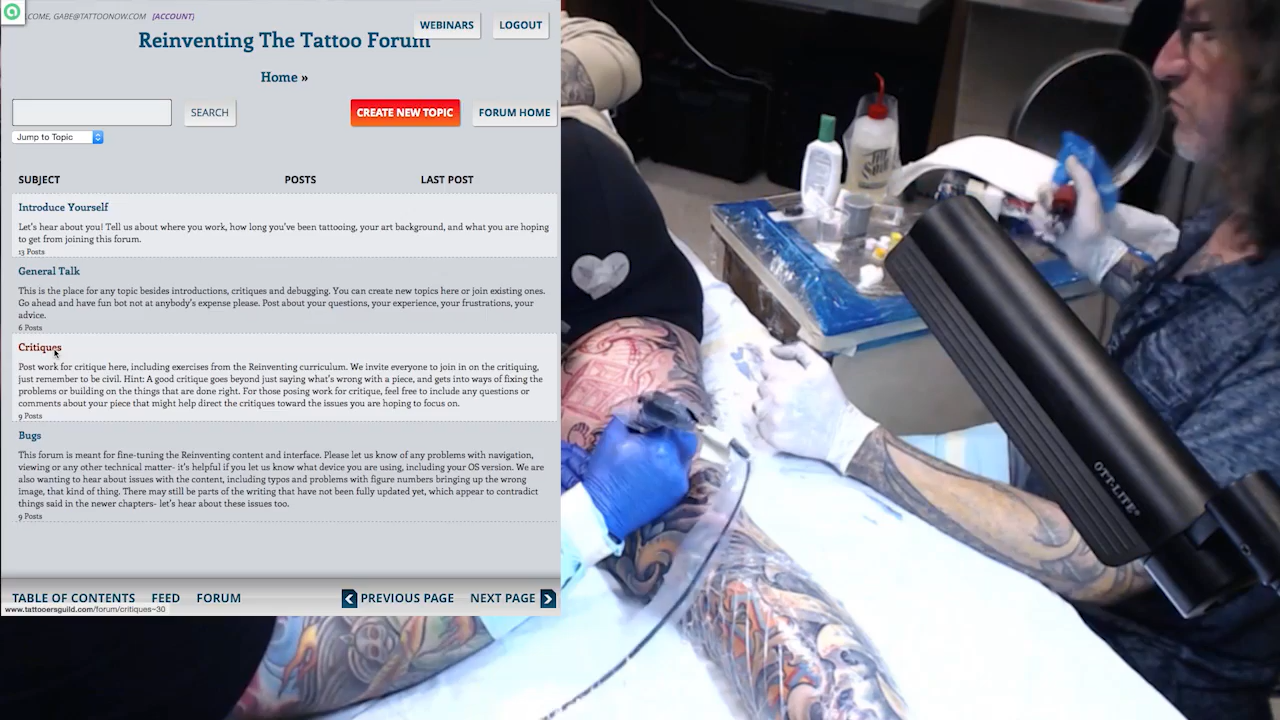 COME, GABE@TATTOONOW.COM [ACCOUNT]
WEBINARS LOGOUT
Reinventing The Tattoo Forum
Home »
SEARCH CREATE NEW TOPIC FORUM HOME
Jump to Topic
SUBJECT POSTS LAST POST
Introduce Yourself
Let's hear about you! Tell us about where you work, how long you've been tattooing, your art background, and what you are hoping
to get from joining this forum.
13 Posts
General Talk
This is the place for any topic besides introductions, critiques and debugging. You can create new topics here or join existing ones.
Go ahead and have fun bot not at anybody's expense please. Post about your questions, your experience, your frustrations, your
advice.
6 Posts
Critiques
Post work for critique here, including exercises from the Reinventing curriculum. We invite everyone to join in on the critiquing,
just remember to be civil. Hint: A good critique goes beyond just saying what's wrong with a piece, and gets into ways of fixing the
problems or building on the things that are done right. For those posing work for critique, feel free to include any questions or
comments about your piece that might help direct the critiques toward the issues you are hoping to focus on.
9 Posts
Bugs
This forum is meant for fine-tuning the Reinventing content and interface. Please let us know of any problems with navigation,
viewing or any other technical matter- it's helpful if you let us know what device you are using, including your OS version. We are
also wanting to hear about issues with the content, including typos and problems with figure numbers bringing up the wrong
image, that kind of thing. There may still be parts of the writing that have not been fully updated yet, which appear to contradict
things said in the newer chapters- let's hear about these issues too.
9 Posts
TABLE OF CONTENTS FEED FORUM PREVIOUS PAGE NEXT PAGE
www.tattooersguild.com/forum/critiques~30
OTT-LITE®